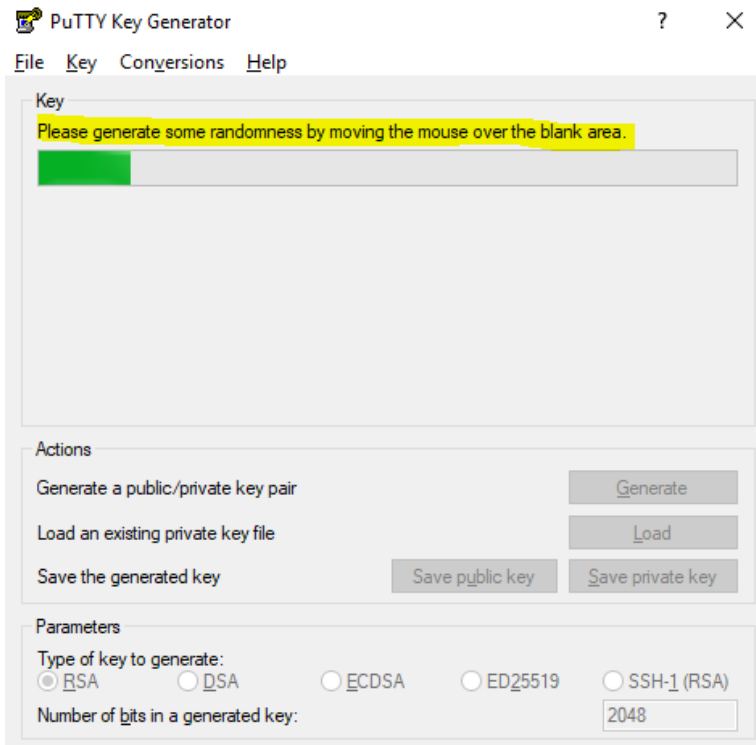 PuTTY Key Generator ?
File Key Conversions Help
Key
Please generate some randomness by moving the mouse over the blank area.
Actions
Generate a public/private key pair Generate
Load an existing private key file Load
Save the generated key Save public key Save private key
Parameters
Type of key to generate:
RSA DSA ECDSA ED25519 SSH-1 (RSA)
Number of bits in a generated key: 2048